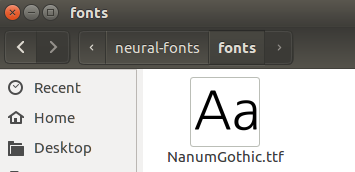 fonts
neural-fonts fonts
Recent
Home
Desktop
Aa
NanumGothic.ttf